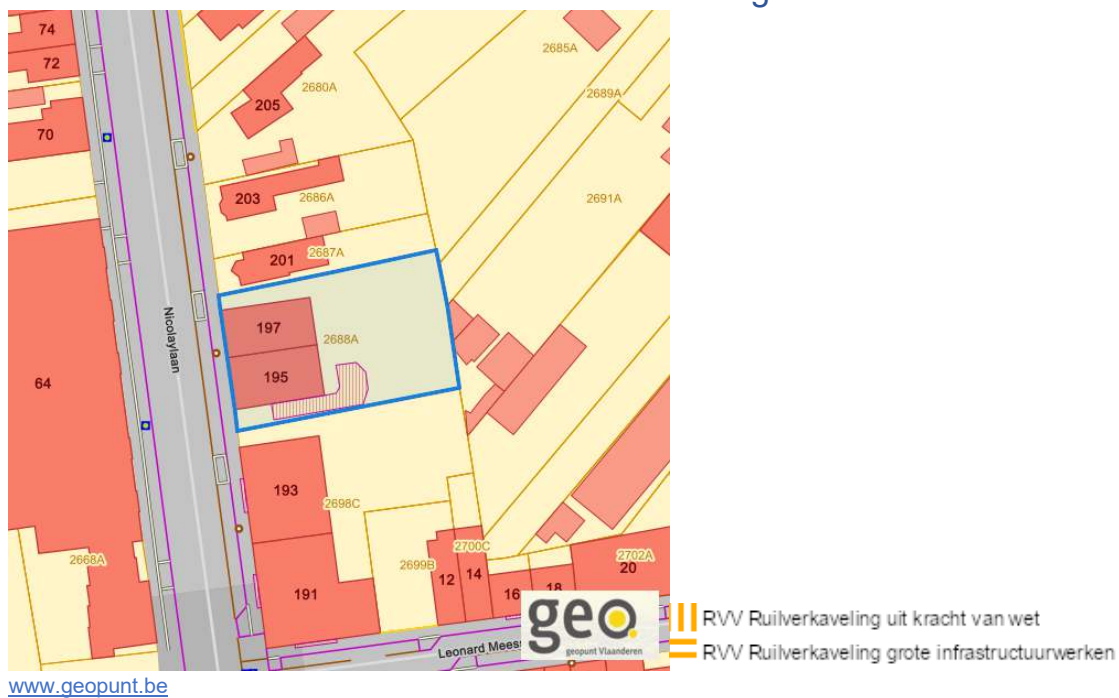 74
72
2685A
2680A
2689A
205
70
203
2686A
2691A
201
2687A
Nicolaylaan
197
2688A
195
64
193
2698C
2668A
2699B
2700C
2702A
12
14
20
16
18
191
geo
geopunt Vlaanderen
Leonard
RVV Ruilverkaveling uit kracht van wet
RVV Ruilverkaveling grote infrastructuurwerken
www.geopunt.be